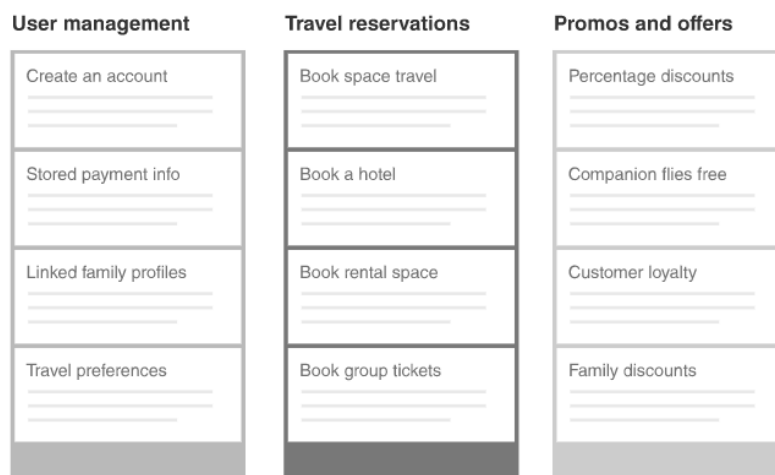 User management
Create an account
Stored payment info
Linked family profiles
Travel preferences
Travel reservations
Book space travel
Book a hotel
Book rental space
Book group tickets
Promos and offers
Percentage discounts
Companion flies free
Customer loyalty
Family discounts